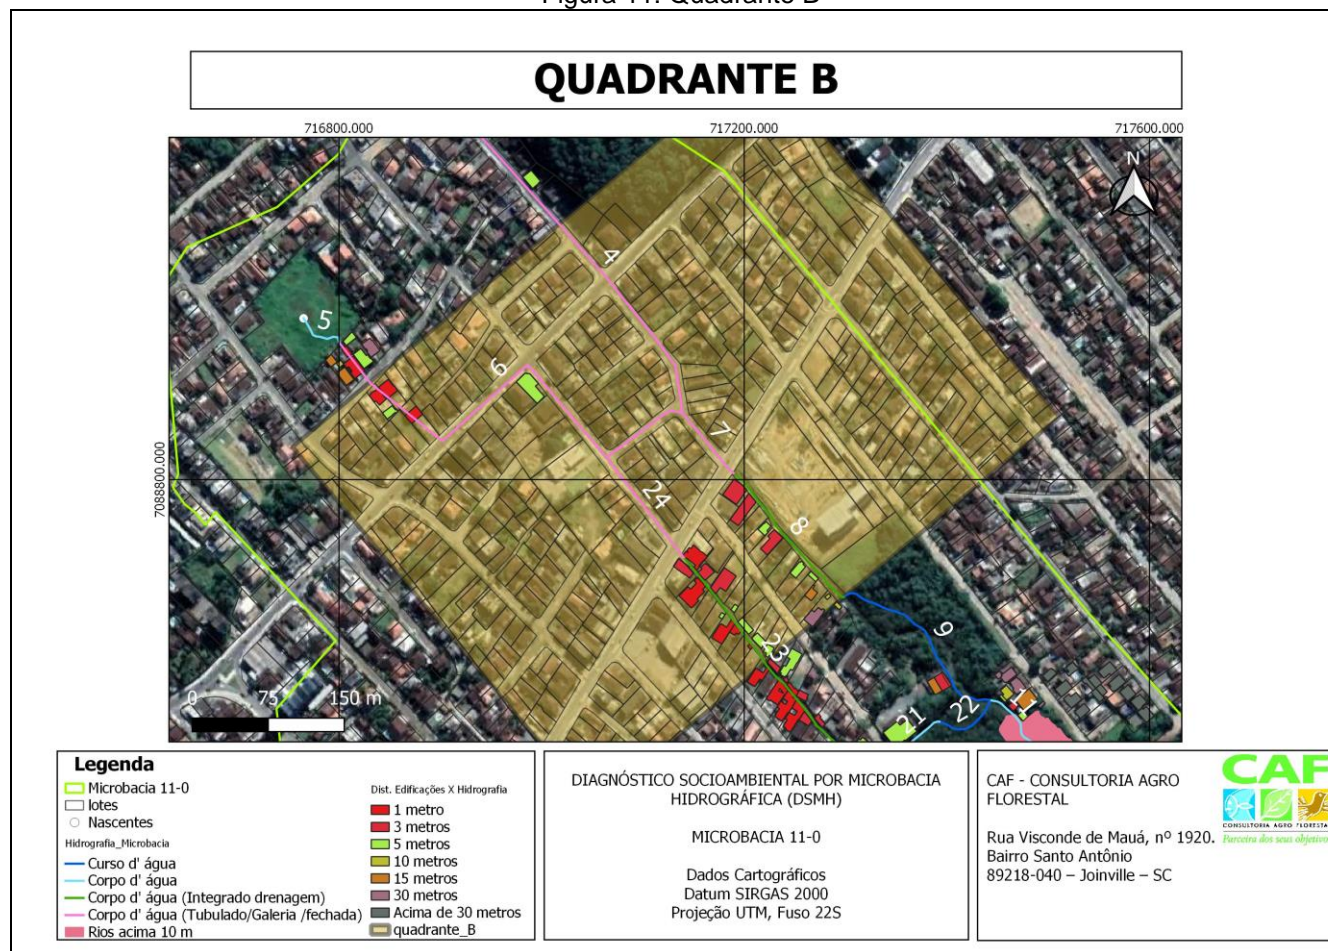 QUADRANTE B
716800.000
717200.000
717600.000
N
7088800.000
5
4
6
7
24
8
23
9
21
22
11
0 75 150 m
Legenda
Microbacia 11-0
lotes
Nascentes
Hidrografia_Microbacia
Curso d' água
Corpo d' água
Corpo d' água (Integrado drenagem)
Corpo d' água (Tubulado/Galeria /fechada)
Rios acima 10 m
Dist. Edificações X Hidrografia
1 metro
3 metros
5 metros
10 metros
15 metros
30 metros
Acima de 30 metros
quadrante_B
DIAGNÓSTICO SOCIOAMBIENTAL POR MICROBACIA
HIDROGRÁFICA (DSMH)
MICROBACIA 11-0
Dados Cartográficos
Datum SIRGAS 2000
Projeção UTM, Fuso 22S
CAF - CONSULTORIA AGRO
FLORESTAL
Rua Visconde de Mauá, nº 1920.
Bairro Santo Antônio
89218-040 – Joinville – SC
CAF
CONSULTORIA AGRO FLORESTAL
Parceira dos seus objetivos